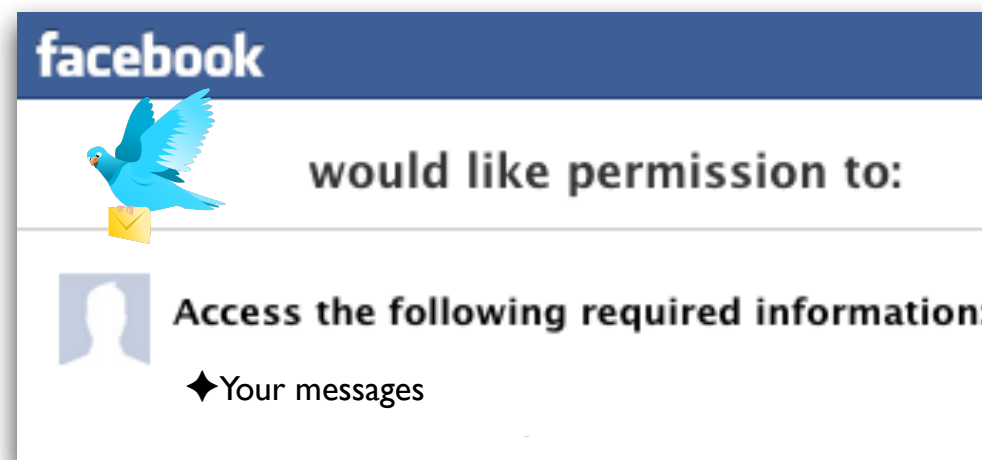 facebook
would like permission to:
Access the following required information:
✦Your messages